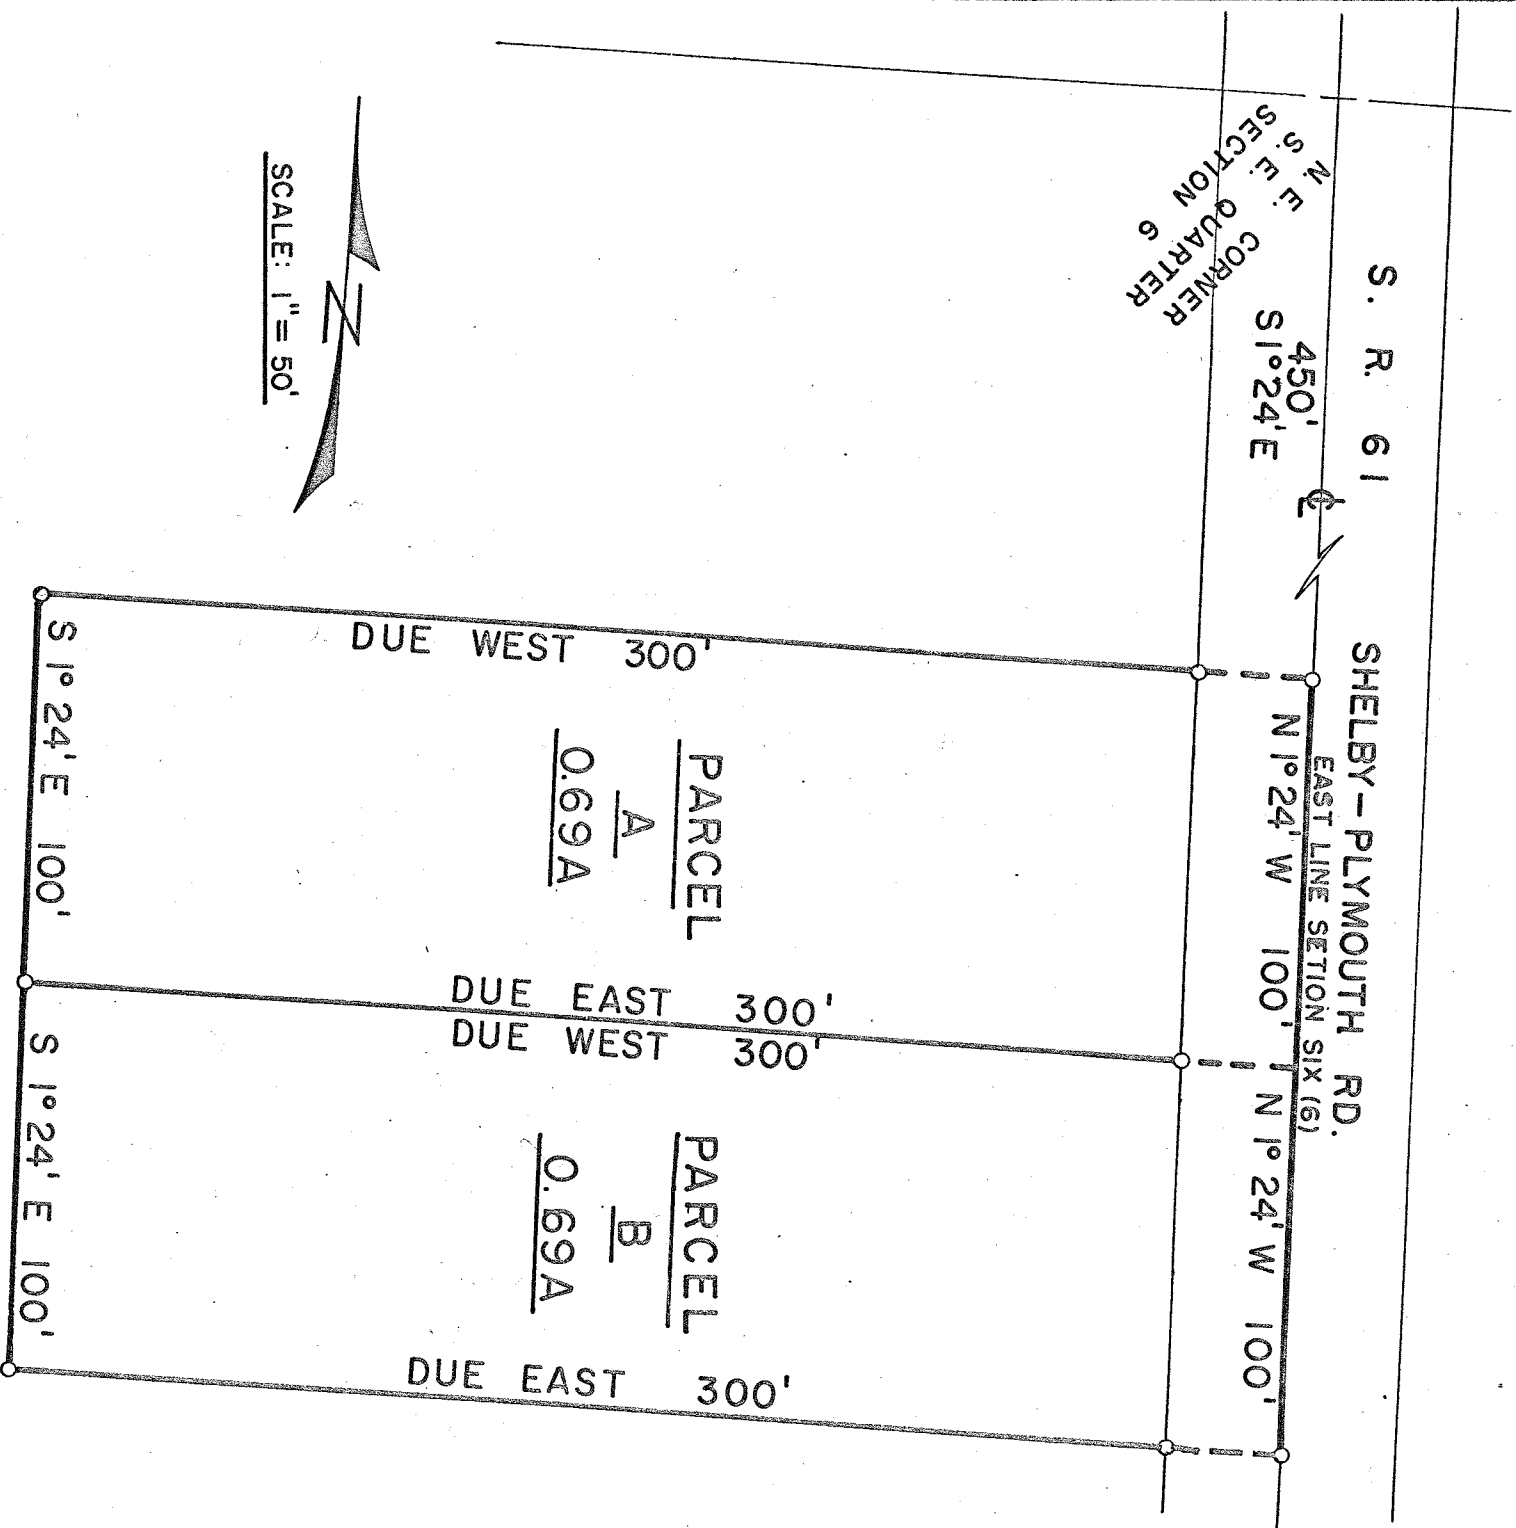 S. R. 61
SHELBY-PLYMOUTH RD.
EAST LINE SETION SIX (6)
N. E. CORNER
S. E. QUARTER
SECTION 6
450'
S 1° 24' E
℄
N 1° 24' W 100'
N 1° 24' W 100'
DUE WEST 300'
PARCEL
A
0.69A
S 1° 24' E 100'
DUE EAST 300'
DUE WEST 300'
PARCEL
B
0.69A
S 1° 24' E 100'
DUE EAST 300'
N
SCALE: 1"= 50'